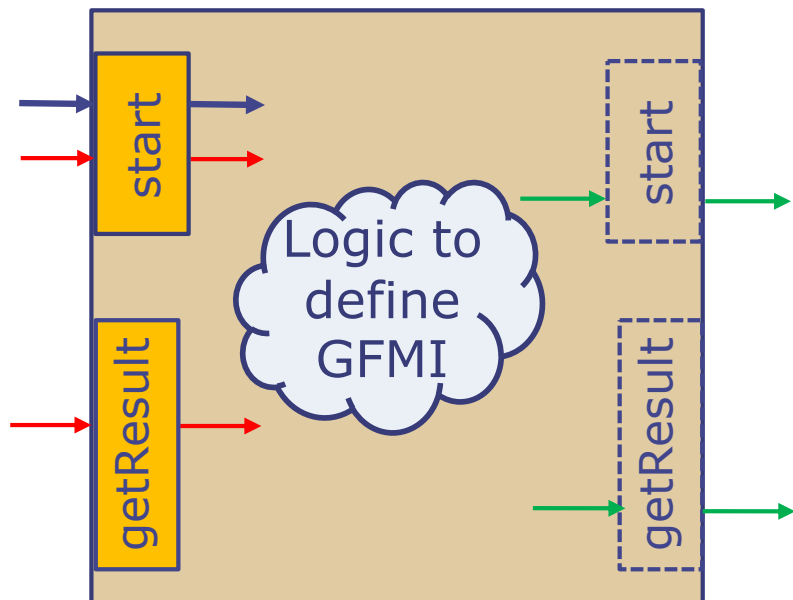 start
getResult
Logic to
define
GFMI
start
getResult